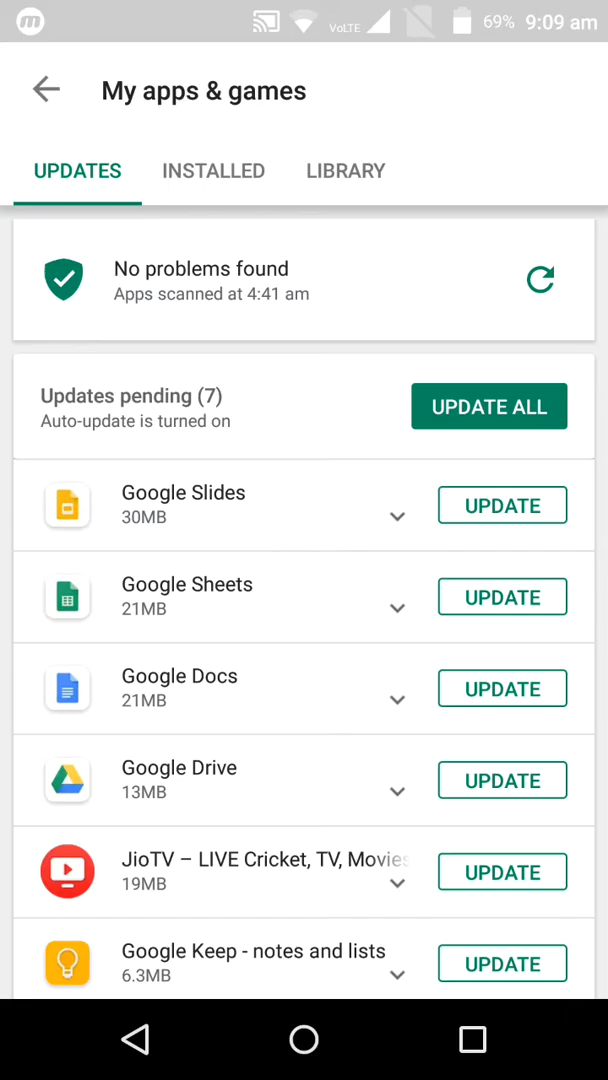 VoLTE 69% 9:09 am
My apps & games
UPDATES INSTALLED LIBRARY
No problems found
Apps scanned at 4:41 am
Updates pending (7)
Auto-update is turned on
UPDATE ALL
Google Slides
30MB
UPDATE
Google Sheets
21MB
UPDATE
Google Docs
21MB
UPDATE
Google Drive
13MB
UPDATE
JioTV – LIVE Cricket, TV, Movies
19MB
UPDATE
Google Keep - notes and lists
6.3MB
UPDATE